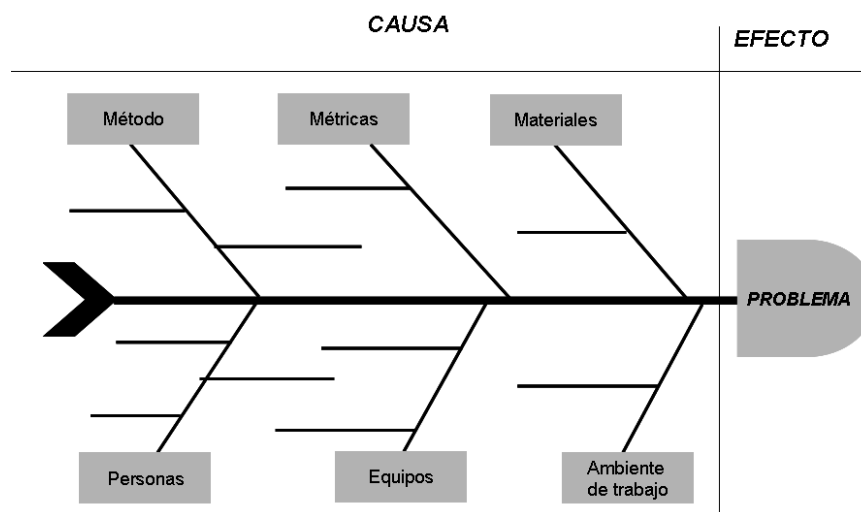 CAUSA
EFECTO
Método
Métricas
Materiales
PROBLEMA
Personas
Equipos
Ambiente
de trabajo